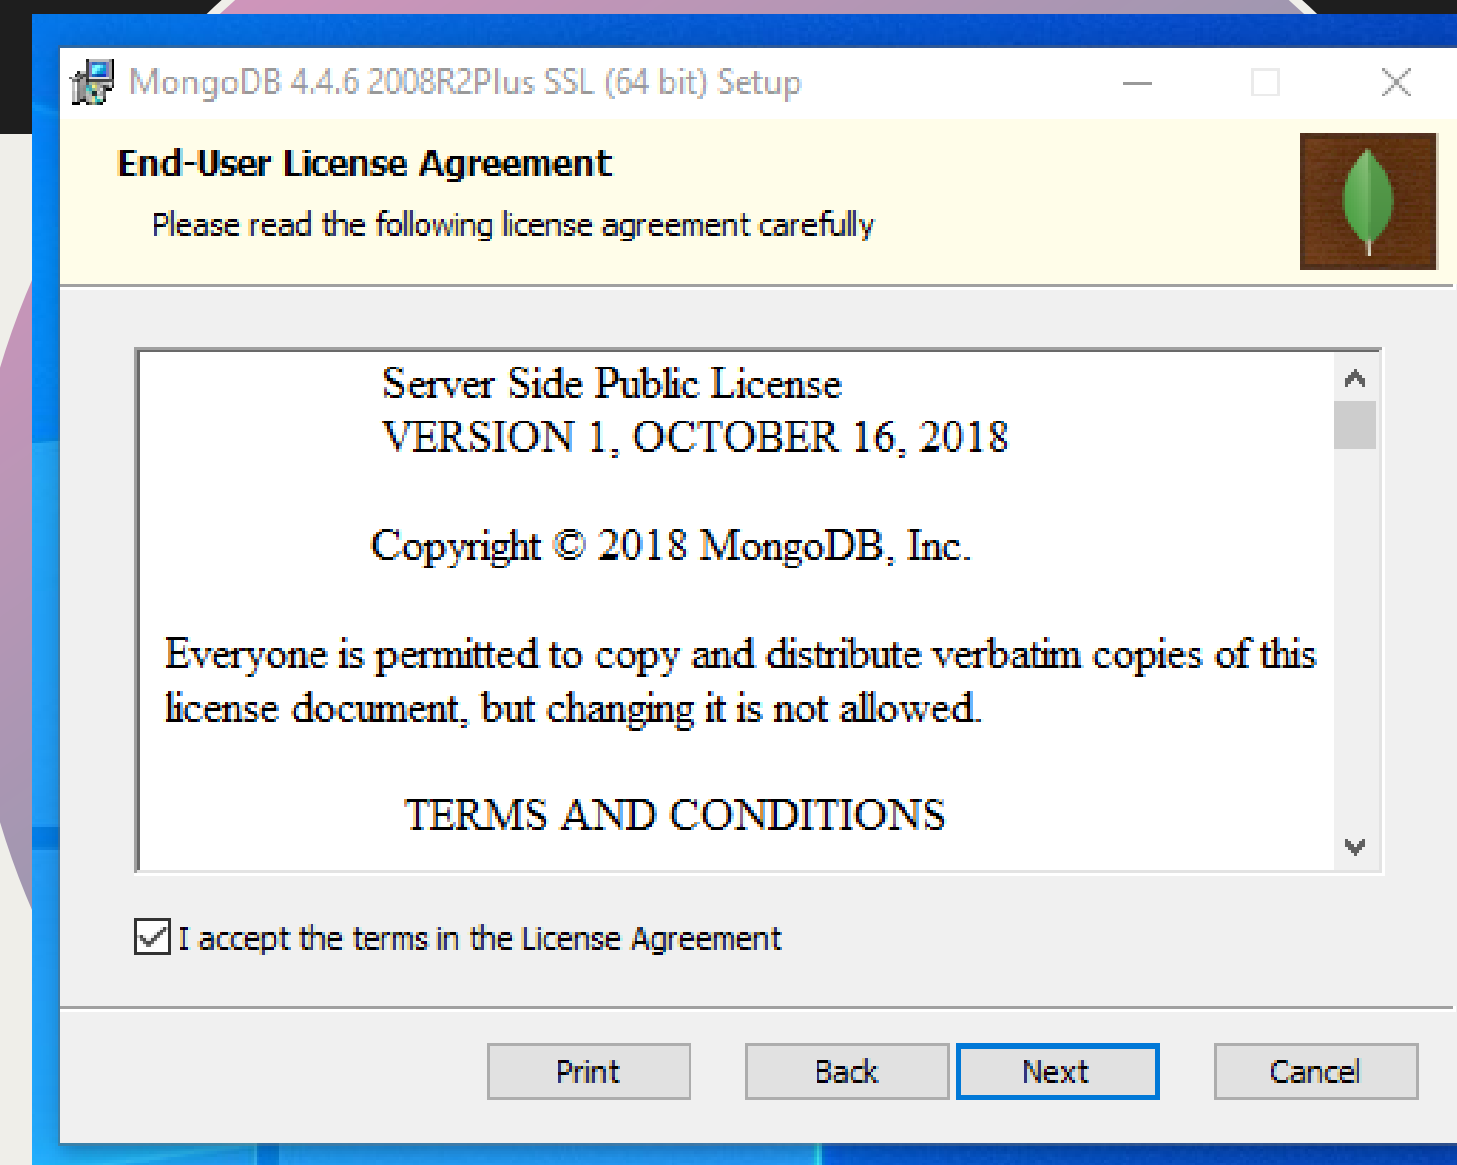 MongoDB 4.4.6 2008R2Plus SSL (64 bit) Setup
End-User License Agreement
Please read the following license agreement carefully
Server Side Public License
VERSION 1, OCTOBER 16, 2018
Copyright © 2018 MongoDB, Inc.
Everyone is permitted to copy and distribute verbatim copies of this
license document, but changing it is not allowed.
TERMS AND CONDITIONS
I accept the terms in the License Agreement
Print Back Next Cancel